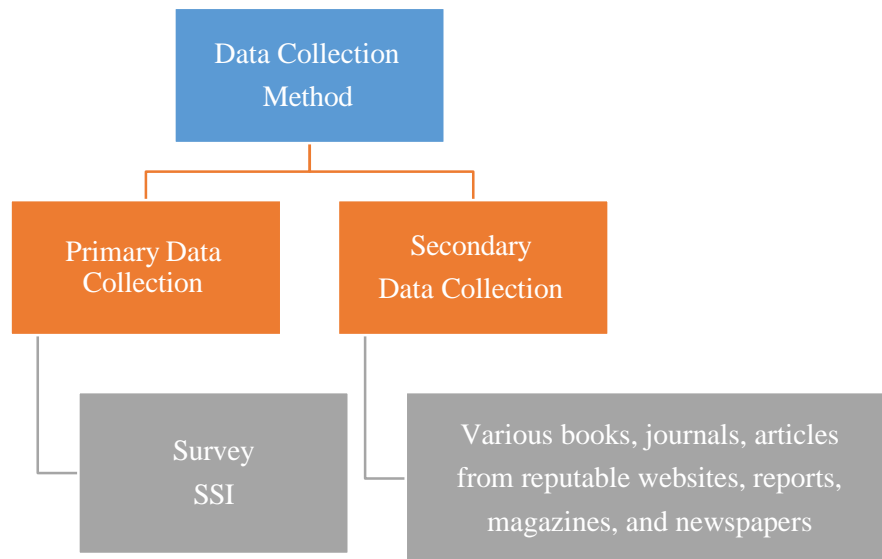 Data Collection
Method
Primary Data
Collection
Secondary
Data Collection
Survey
SSI
Various books, journals, articles
from reputable websites, reports,
magazines, and newspapers